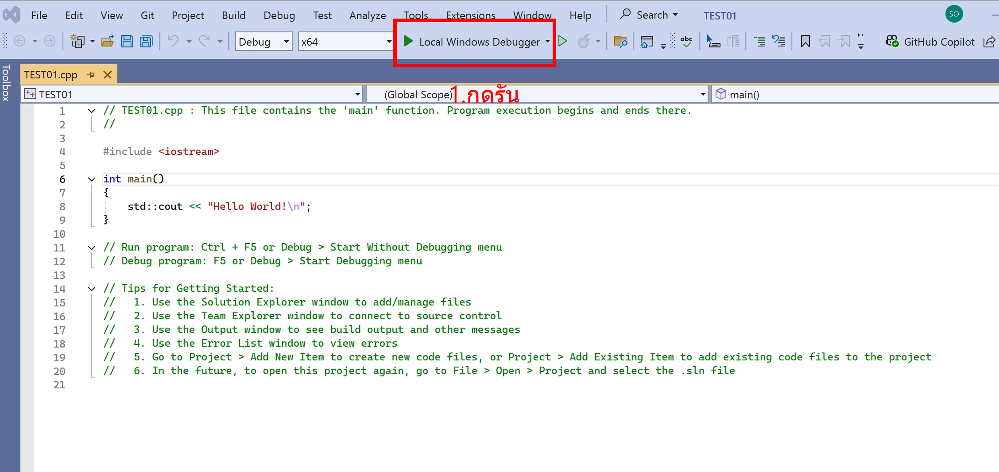 File Edit View Git Project Build Debug Test Analyze Tools Extensions Window Help Search TEST01 SO
Debug x64 Local Windows Debugger abc GitHub Copilot
Toolbox
TEST01.cpp
TEST01 (Global Scope) main()
1.กดรัน
1 // TEST01.cpp : This file contains the 'main' function. Program execution begins and ends there.
2 //
3
4 #include <iostream>
5
6 int main()
7 {
8 std::cout << "Hello World!\n";
9 }
10
11 // Run program: Ctrl + F5 or Debug > Start Without Debugging menu
12 // Debug program: F5 or Debug > Start Debugging menu
13
14 // Tips for Getting Started:
15 //   1. Use the Solution Explorer window to add/manage files
16 //   2. Use the Team Explorer window to connect to source control
17 //   3. Use the Output window to see build output and other messages
18 //   4. Use the Error List window to view errors
19 //   5. Go to Project > Add New Item to create new code files, or Project > Add Existing Item to add existing code files to the project
20 //   6. In the future, to open this project again, go to File > Open > Project and select the .sln file
21